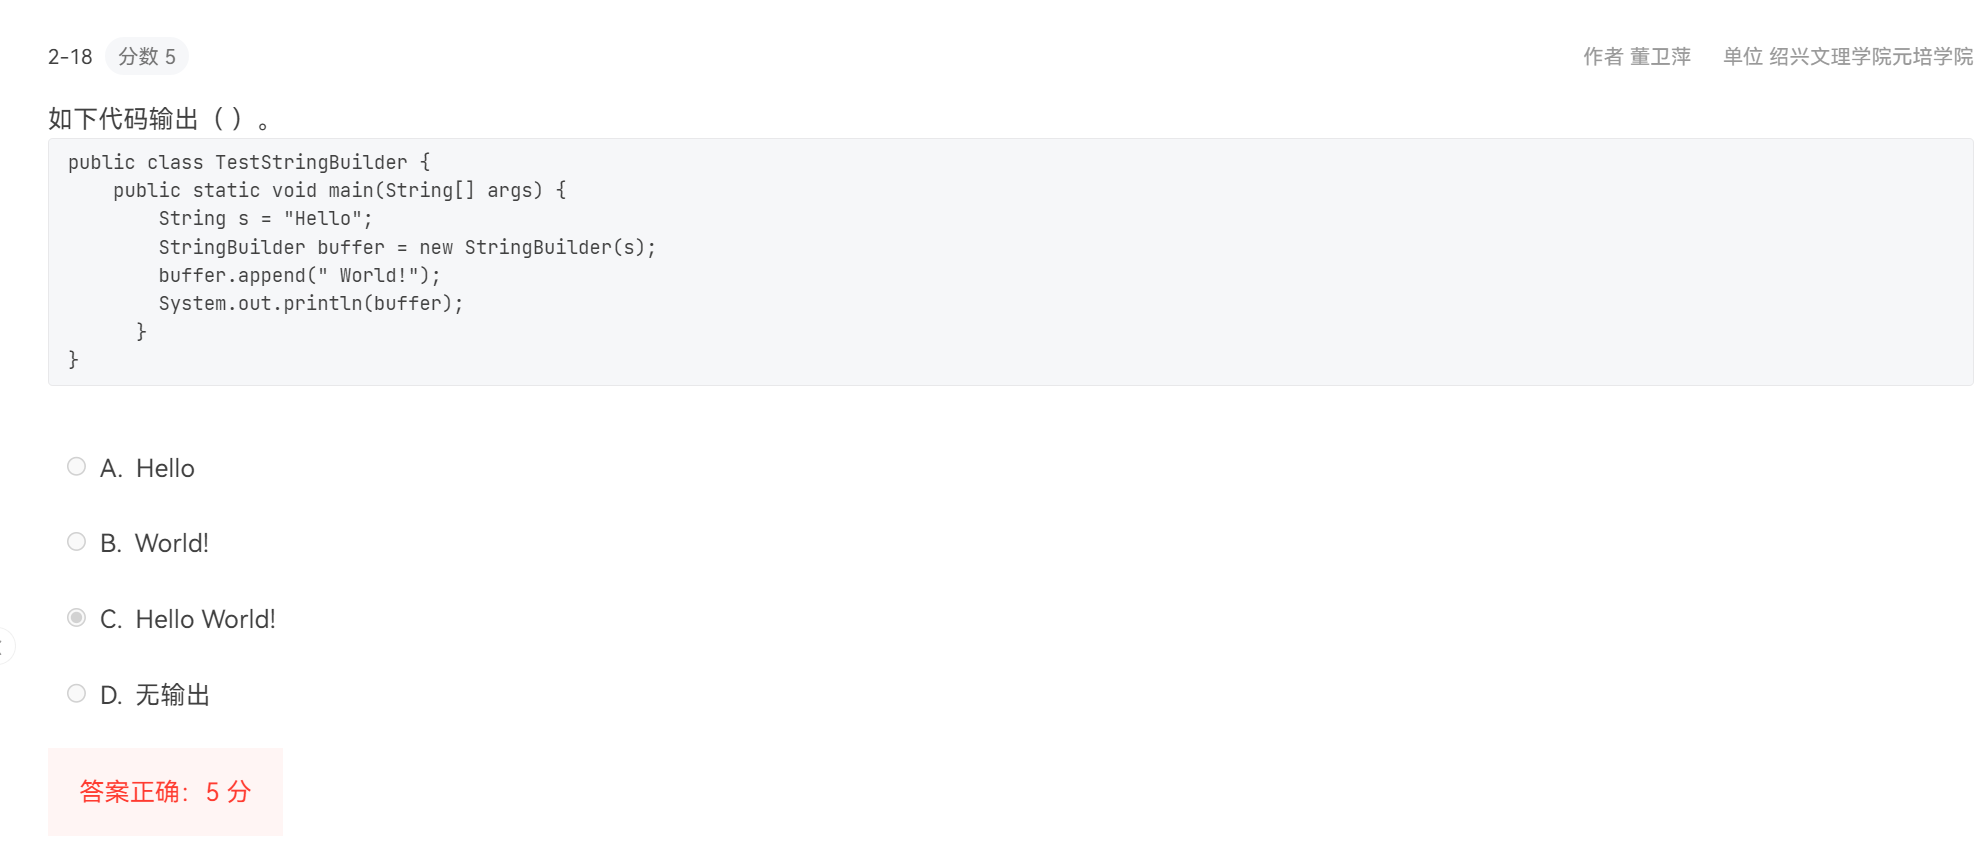 2-18 分数 5 作者 董卫萍 单位 绍兴文理学院元培学院
如下代码输出（ ）。
public class TestStringBuilder {
    public static void main(String[] args) {
        String s = "Hello";
        StringBuilder buffer = new StringBuilder(s);
        buffer.append(" World!");
        System.out.println(buffer);
      }
}
A. Hello
B. World!
C. Hello World!
D. 无输出
答案正确：5 分